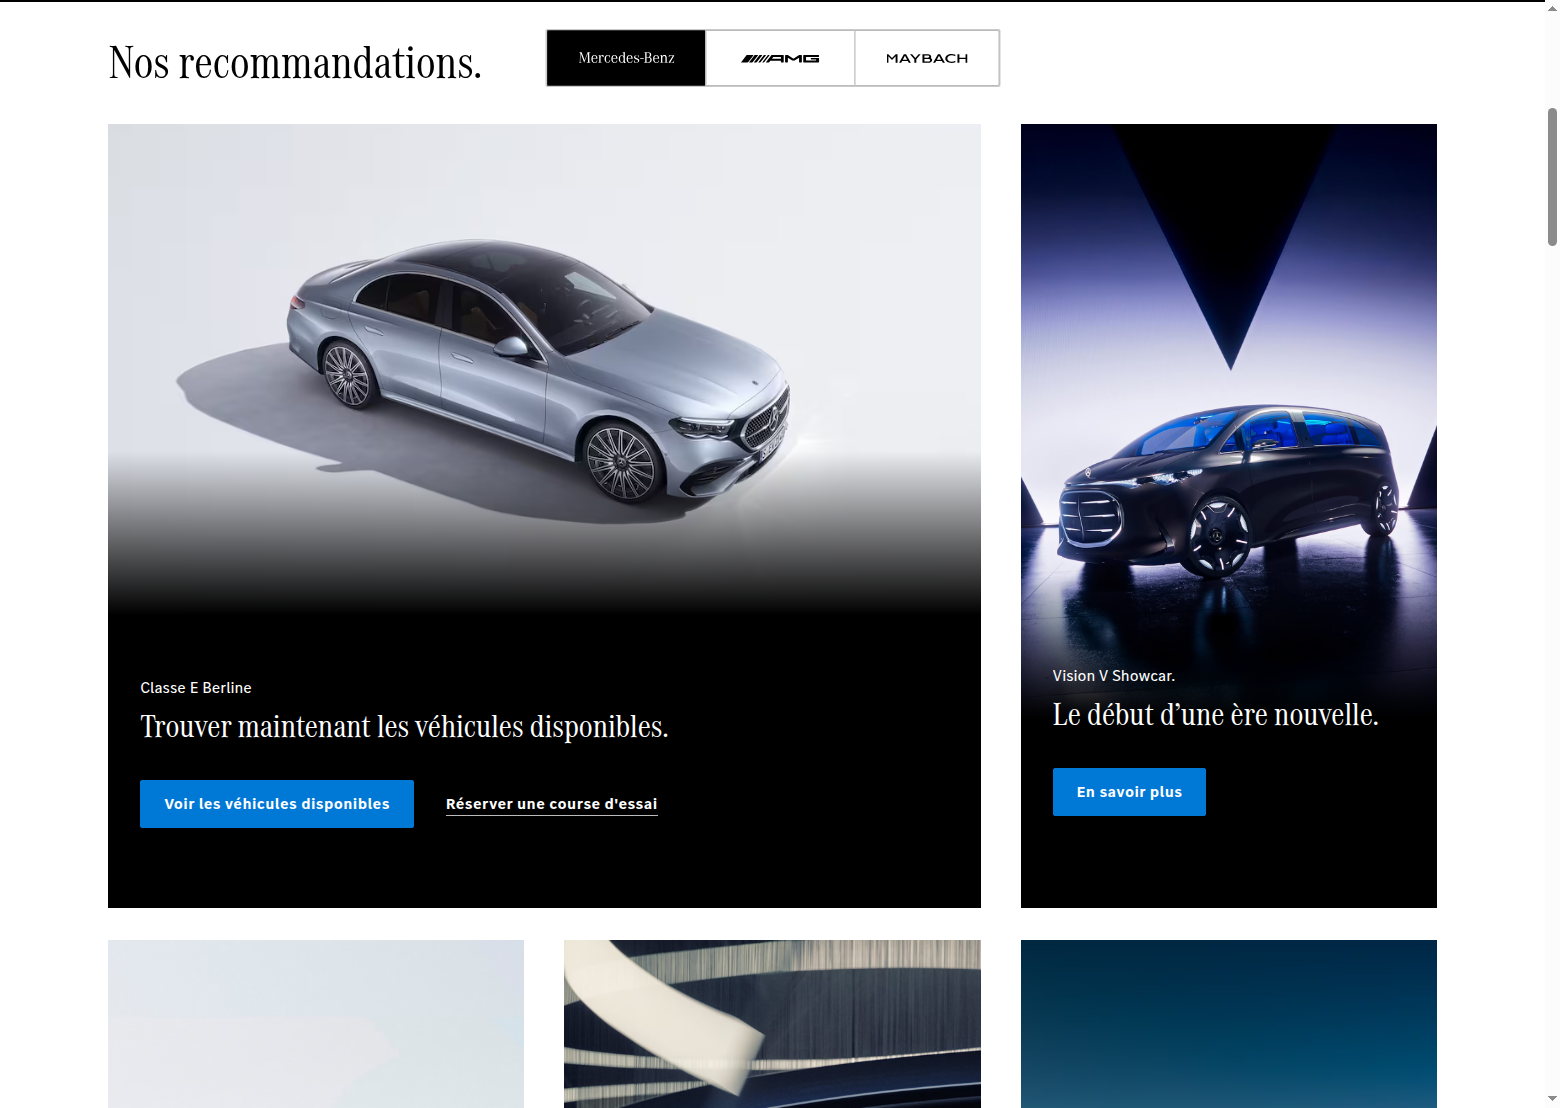 Nos recommandations.
Mercedes-Benz
AMG
MAYBACH
Classe E Berline
Trouver maintenant les véhicules disponibles.
Voir les véhicules disponibles
Réserver une course d'essai
Vision V Showcar.
Le début d’une ère nouvelle.
En savoir plus